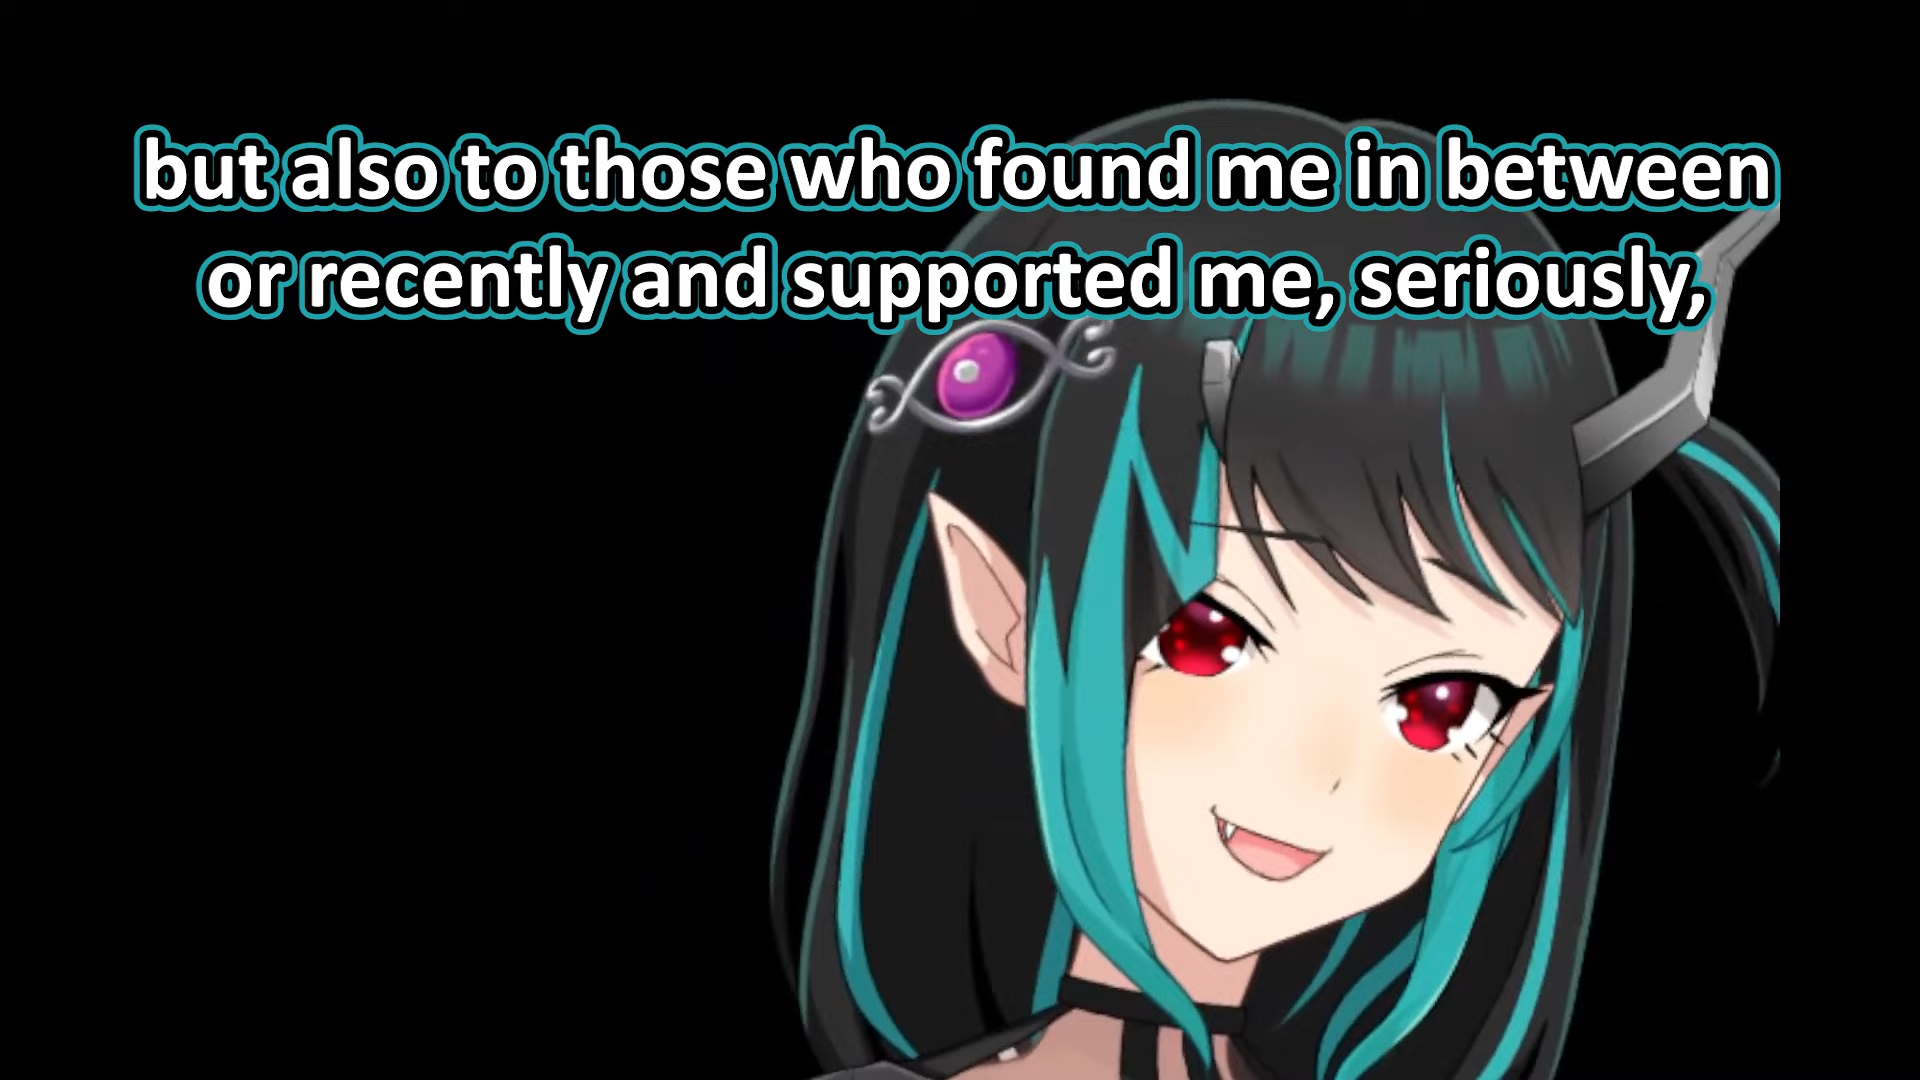 but also to those who found me in between
or recently and supported me, seriously,